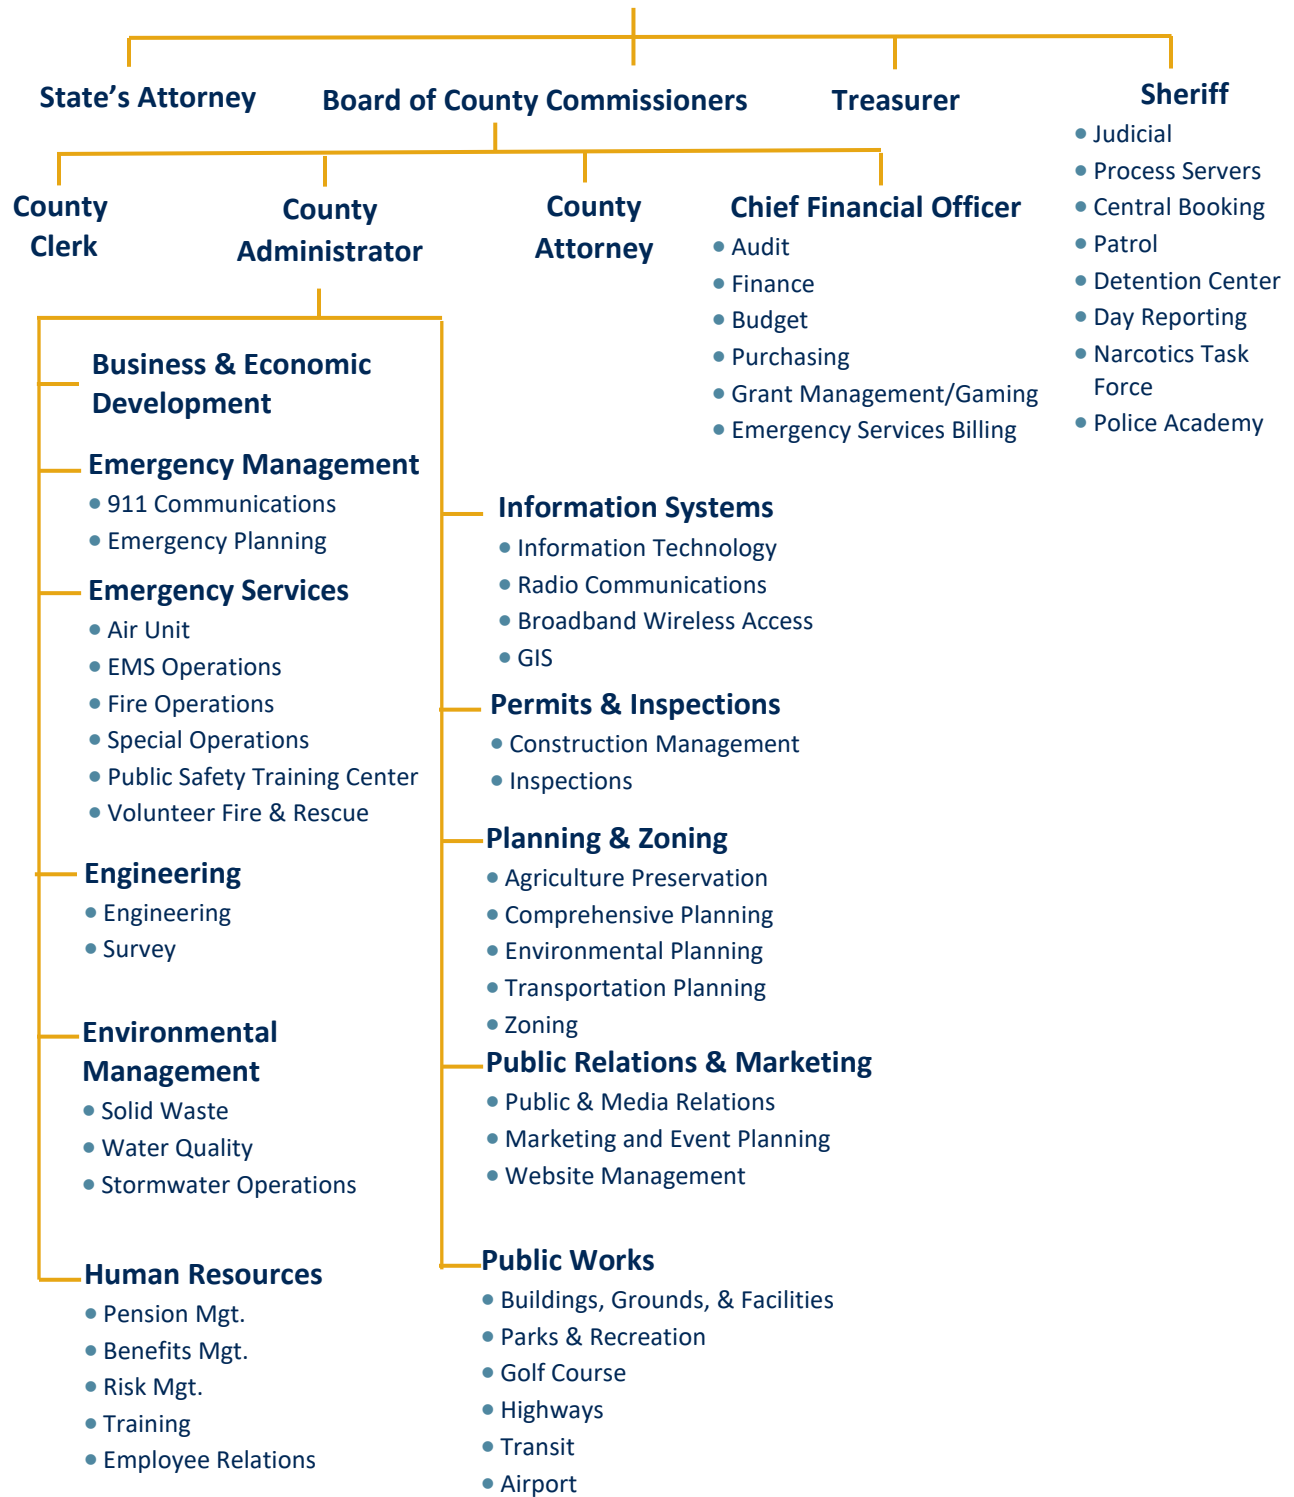 State’s Attorney
Board of County Commissioners
Treasurer
Sheriff
• Judicial
• Process Servers
• Central Booking
• Patrol
• Detention Center
• Day Reporting
• Narcotics Task
Force
• Police Academy
County
Clerk
County
Administrator
County
Attorney
Chief Financial Officer
• Audit
• Finance
• Budget
• Purchasing
• Grant Management/Gaming
• Emergency Services Billing
Business & Economic
Development
Emergency Management
• 911 Communications
• Emergency Planning
Emergency Services
• Air Unit
• EMS Operations
• Fire Operations
• Special Operations
• Public Safety Training Center
• Volunteer Fire & Rescue
Engineering
• Engineering
• Survey
Environmental
Management
• Solid Waste
• Water Quality
• Stormwater Operations
Human Resources
• Pension Mgt.
• Benefits Mgt.
• Risk Mgt.
• Training
• Employee Relations
Information Systems
• Information Technology
• Radio Communications
• Broadband Wireless Access
• GIS
Permits & Inspections
• Construction Management
• Inspections
Planning & Zoning
• Agriculture Preservation
• Comprehensive Planning
• Environmental Planning
• Transportation Planning
• Zoning
Public Relations & Marketing
• Public & Media Relations
• Marketing and Event Planning
• Website Management
Public Works
• Buildings, Grounds, & Facilities
• Parks & Recreation
• Golf Course
• Highways
• Transit
• Airport